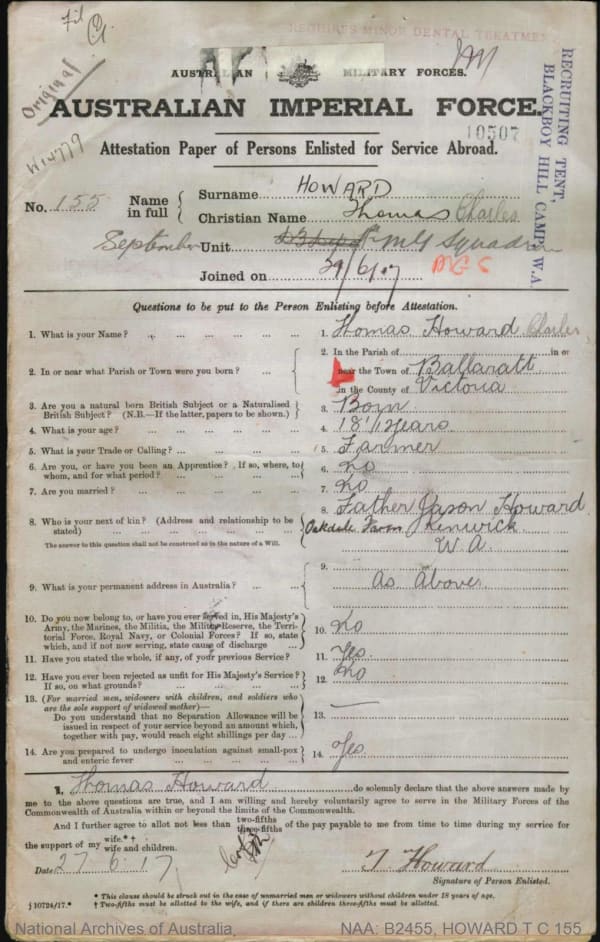 File
REQUIRES MINOR DENTAL TREATMENT
Original
W14779
AUSTRALIAN MILITARY FORCES.
AUSTRALIAN IMPERIAL FORCE.
10507
RECRUITING TENT,
BLACKBOY HILL CAMP, W.A.
Attestation Paper of Persons Enlisted for Service Abroad.
No. 155 Name in full { Surname HOWARD
Christian Name Thomas Charles
September Unit M G Squadron
Joined on 29/6/17 MGS
Questions to be put to the Person Enlisting before Attestation.
1. What is your Name? ... 1. Thomas Howard Charles
2. In or near what Parish or Town were you born? ... { 2. In the Parish of in or
near the Town of Ballaratt
in the County of Victoria
3. Are you a natural born British Subject or a Naturalised British Subject? (N.B.—If the latter, papers to be shown.) } 3. Born
4. What is your age? ... 4. 18 1/12 years
5. What is your Trade or Calling? ... 5. Farmer
6. Are you, or have you been an Apprentice? If so, where, to whom, and for what period? ... 6. No
7. Are you married? ... 7. No
8. Who is your next of kin? (Address and relationship to be stated) ... 8. Father Jason Howard
Oakdale Farm Kenwick
W A
The answer to this question shall not be construed as in the nature of a Will.
9. What is your permanent address in Australia? ... 9. As Above
10. Do you now belong to, or have you ever served in, His Majesty's Army, the Marines, the Militia, the Military Reserve, the Territorial Force, Royal Navy, or Colonial Forces? If so, state which, and if not now serving, state cause of discharge ... 10. No
11. Have you stated the whole, if any, of your previous Service? 11. Yes
12. Have you ever been rejected as unfit for His Majesty's Service? If so, on what grounds? ... 12. No
13. (For married men, widowers with children, and soldiers who are the sole support of widowed mother)—
Do you understand that no Separation Allowance will be issued in respect of your service beyond an amount which, together with pay, would reach eight shillings per day ... 13. —
14. Are you prepared to undergo inoculation against small-pox and enteric fever ... 14. Yes
I, Thomas Howard do solemnly declare that the above answers made by
me to the above questions are true, and I am willing and hereby voluntarily agree to serve in the Military Forces of the
Commonwealth of Australia within or beyond the limits of the Commonwealth.
And I further agree to allot not less than two-fifths three-fifths of the pay payable to me from time to time during my service for
the support of my wife.*† wife and children.
Date 27 6 17 T Howard
Signature of Person Enlisted.
§10724/17.* * This clause should be struck out in the case of unmarried men or widowers without children under 18 years of age.
† Two-fifths must be allotted to the wife, and if there are children three-fifths must be allotted.
National Archives of Australia NAA: B2455, HOWARD T C 155